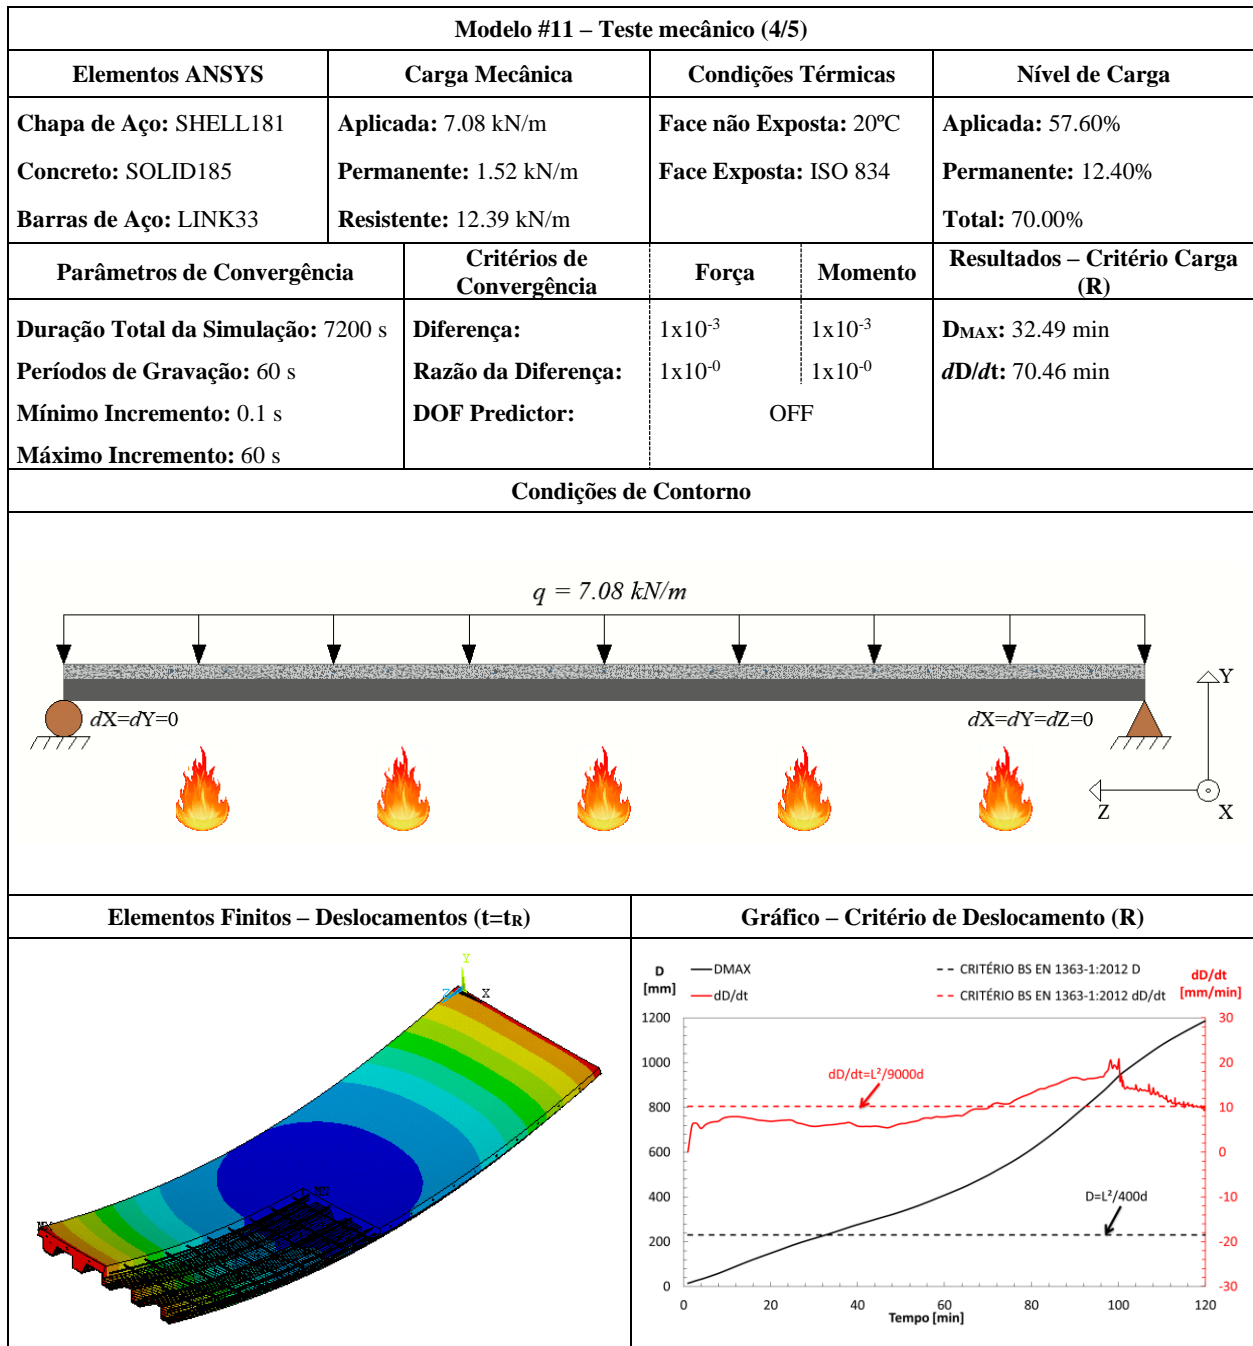 Modelo #11 – Teste mecânico (4/5)
Elementos ANSYS Carga Mecânica Condições Térmicas Nível de Carga
Chapa de Aço: SHELL181 Aplicada: 7.08 kN/m Face não Exposta: 20ºC Aplicada: 57.60%
Concreto: SOLID185 Permanente: 1.52 kN/m Face Exposta: ISO 834 Permanente: 12.40%
Barras de Aço: LINK33 Resistente: 12.39 kN/m Total: 70.00%
Parâmetros de Convergência Critérios de Convergência Força Momento Resultados – Critério Carga (R)
Duração Total da Simulação: 7200 s Diferença: 1x10⁻³ 1x10⁻³ DMAX: 32.49 min
Períodos de Gravação: 60 s Razão da Diferença: 1x10⁻⁰ 1x10⁻⁰ dD/dt: 70.46 min
Mínimo Incremento: 0.1 s DOF Predictor: OFF
Máximo Incremento: 60 s
Condições de Contorno
q = 7.08 kN/m
dX=dY=0 dX=dY=dZ=0
Y
Z X
Elementos Finitos – Deslocamentos (t=tR) Gráfico – Critério de Deslocamento (R)
Y
Z X
MX
D [mm] DMAX CRITÉRIO BS EN 1363-1:2012 D dD/dt [mm/min]
dD/dt CRITÉRIO BS EN 1363-1:2012 dD/dt
1200 30
1000 20
dD/dt=L²/9000d
800 10
600 0
400 -10
D=L²/400d
200 -20
0 -30
0 20 40 60 80 100 120
Tempo [min]